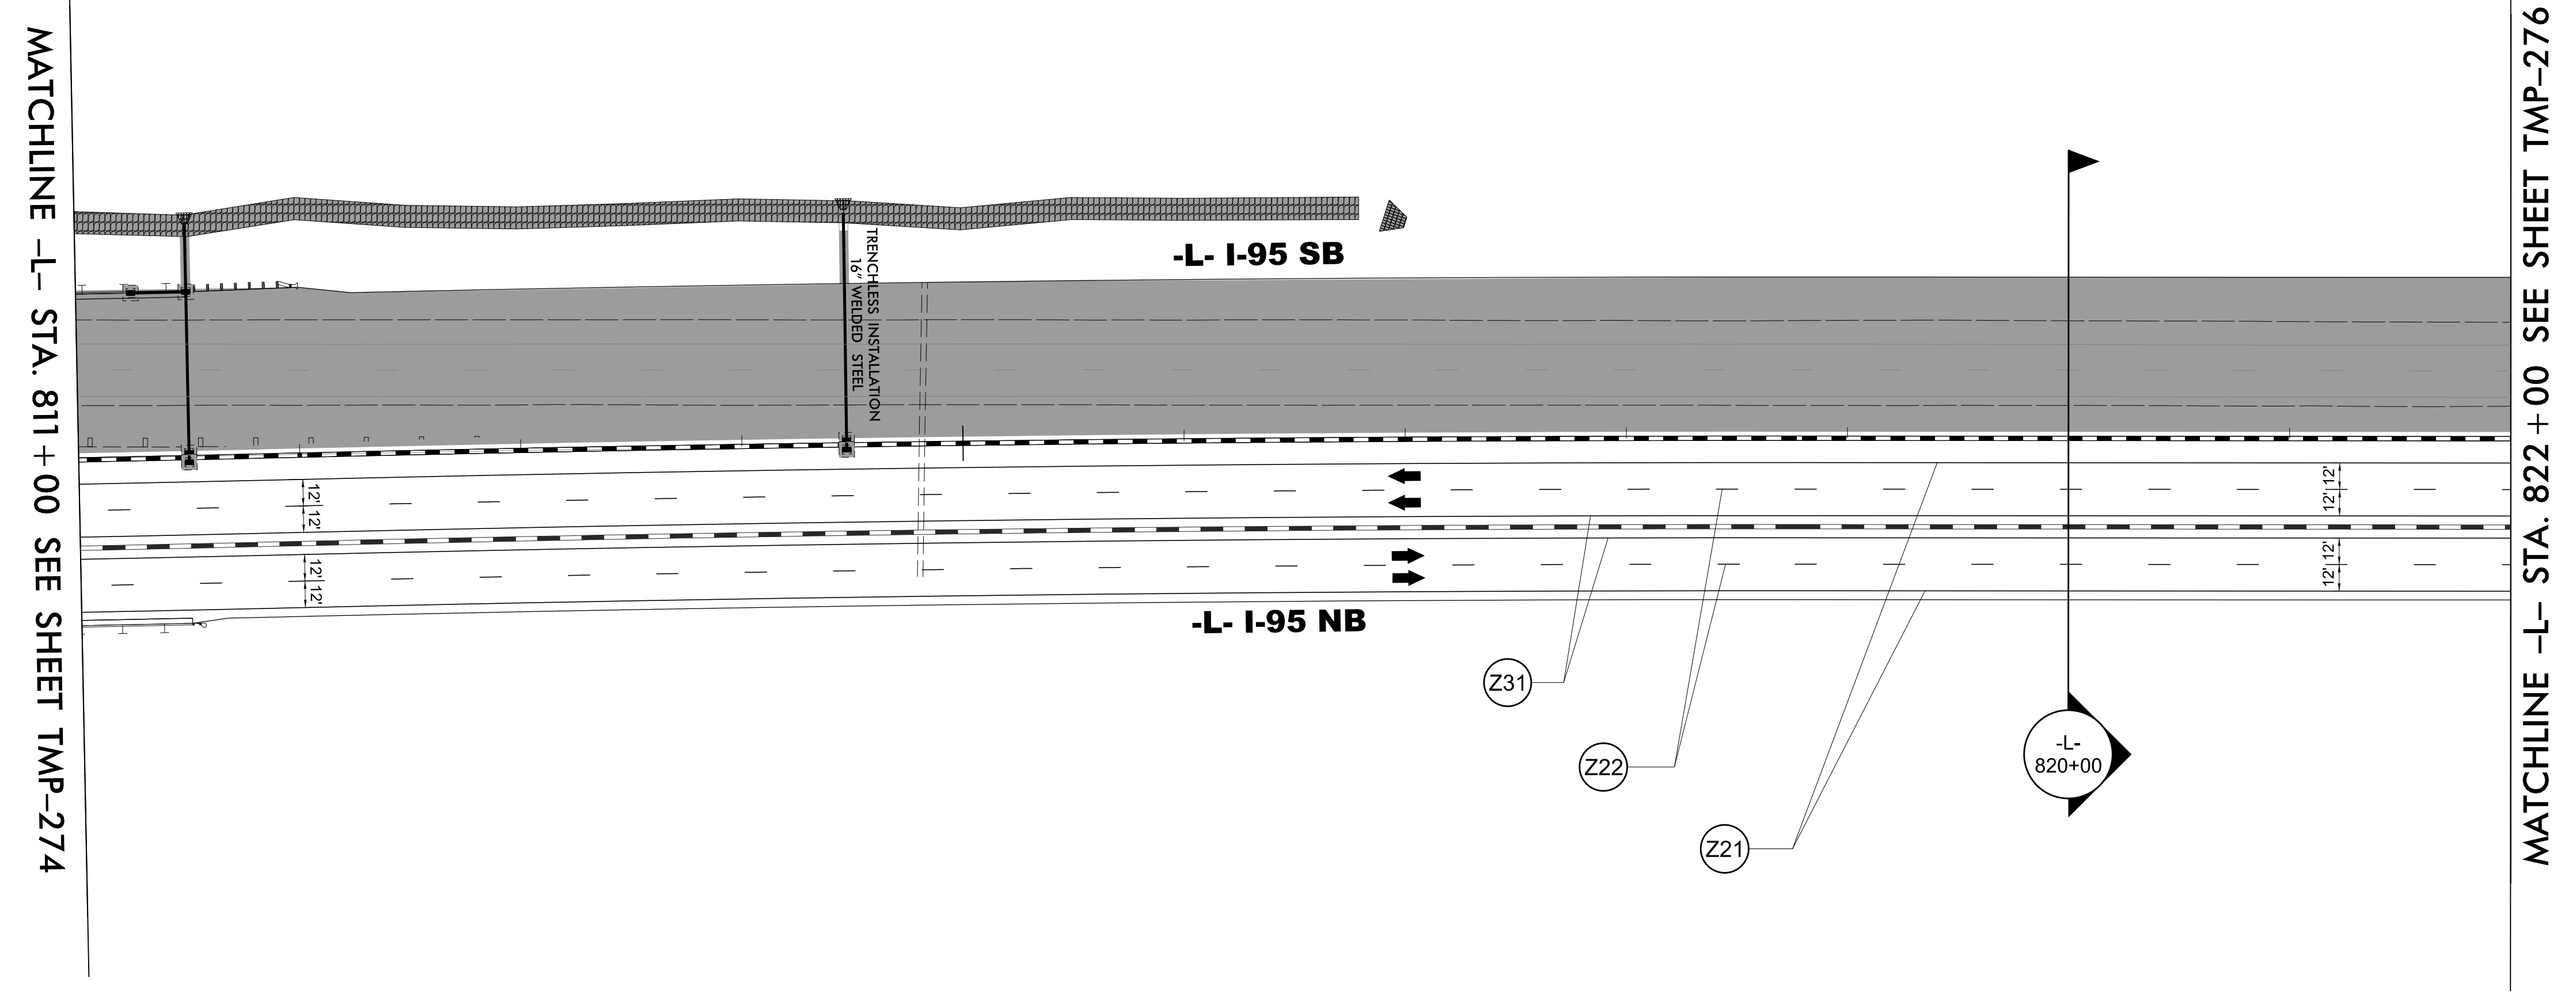 MATCHLINE -L- STA. 811+00 SEE SHEET TMP-274
-L- I-95 SB
TRENCHLESS INSTALLATION
16" WELDED STEEL
12'
12'
12'
12'
12'
12'
12'
12'
-L- I-95 NB
Z31
Z22
Z21
-L-
820+00
MATCHLINE -L- STA. 822+00 SEE SHEET TMP-276